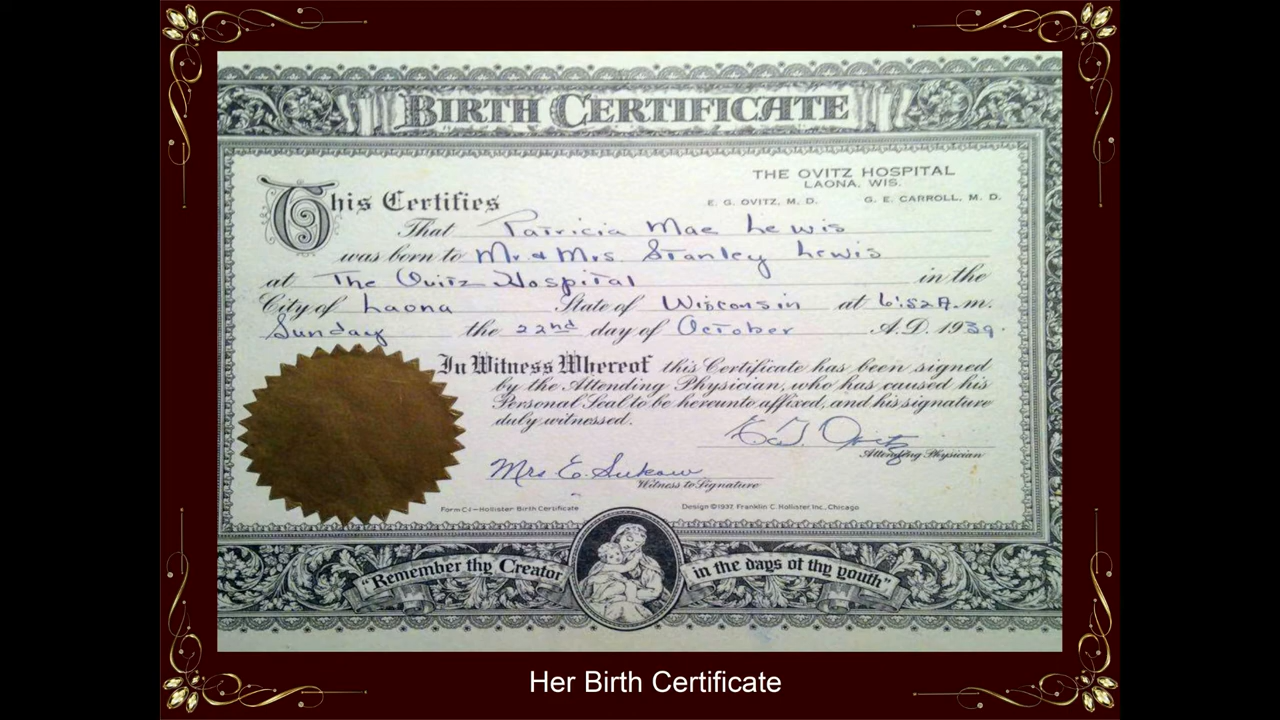 BIRTH CERTIFICATE
THE OVITZ HOSPITAL
LAONA, WIS.
E. G. OVITZ, M. D. G. E. CARROLL, M. D.
This Certifies
That Patricia Mae Lewis
was born to Mr. & Mrs. Stanley Lewis
at The Ovitz Hospital in the
City of Laona State of Wisconsin at 6:52 A.m.
Sunday the 22nd day of October A.D. 1939.
In Witness Whereof this Certificate has been signed
by the Attending Physician, who has caused his
Personal Seal to be hereunto affixed, and his signature
duly witnessed.
E. G. Ovitz
Attending Physician
Mrs E. Sukow
Witness to Signature
Form C-1—Hollister Birth Certificate Design ©1937, Franklin C. Hollister Inc., Chicago
"Remember thy Creator in the days of thy youth"
Her Birth Certificate